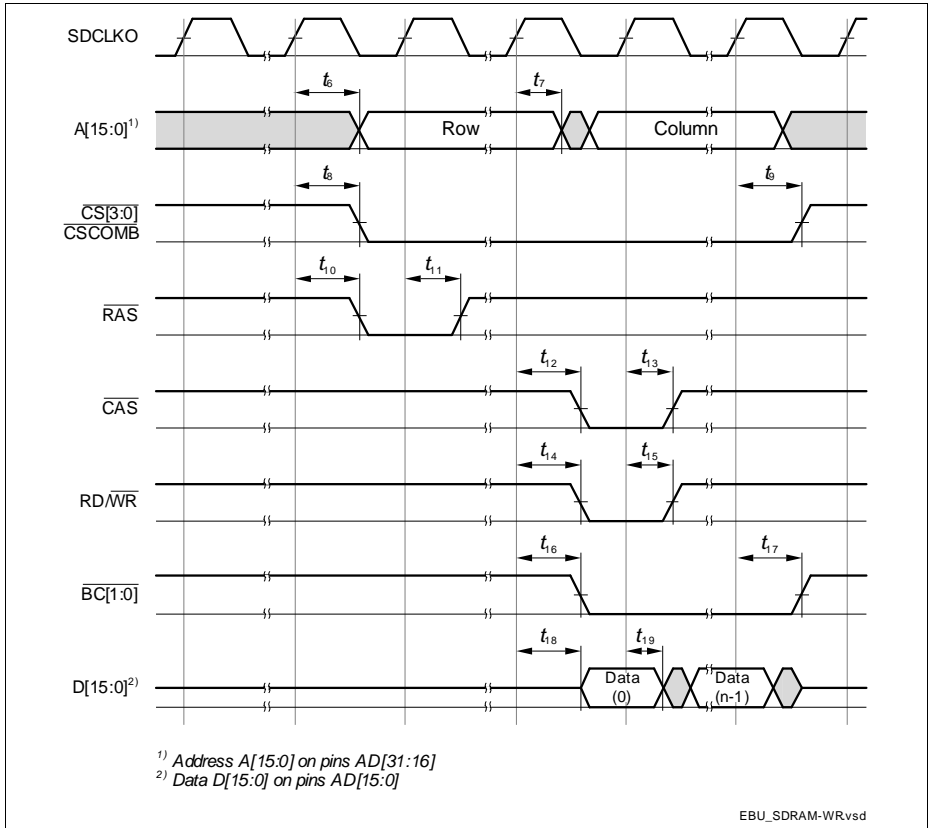 SDCLKO
t6 t7
A[15:0]1) Row Column
t8 t9
CS[3:0]
CSCOMB
t10 t11
RAS
t12 t13
CAS
t14 t15
RD/WR
t16 t17
BC[1:0]
t18 t19
D[15:0]2) Data (0) Data (n-1)
1) Address A[15:0] on pins AD[31:16]
2) Data D[15:0] on pins AD[15:0]
EBU_SDRAM-WR.vsd